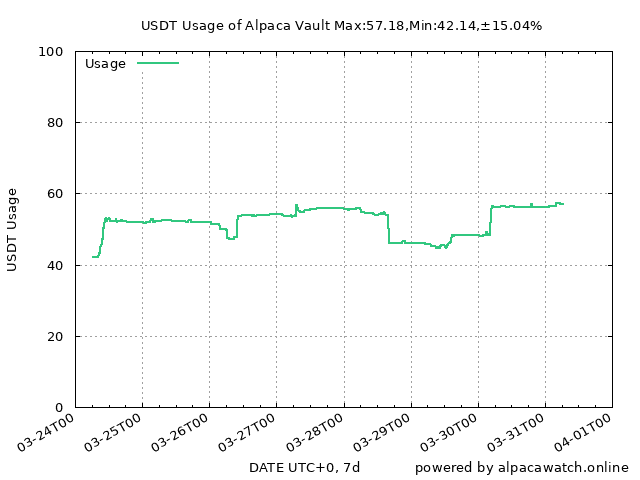 USDT Usage of Alpaca Vault Max:57.18,Min:42.14,±15.04%
Usage
USDT Usage
100
80
60
40
20
0
03-24T00
03-25T00
03-26T00
03-27T00
03-28T00
03-29T00
03-30T00
03-31T00
04-01T00
DATE UTC+0, 7d
powered by alpacawatch.online